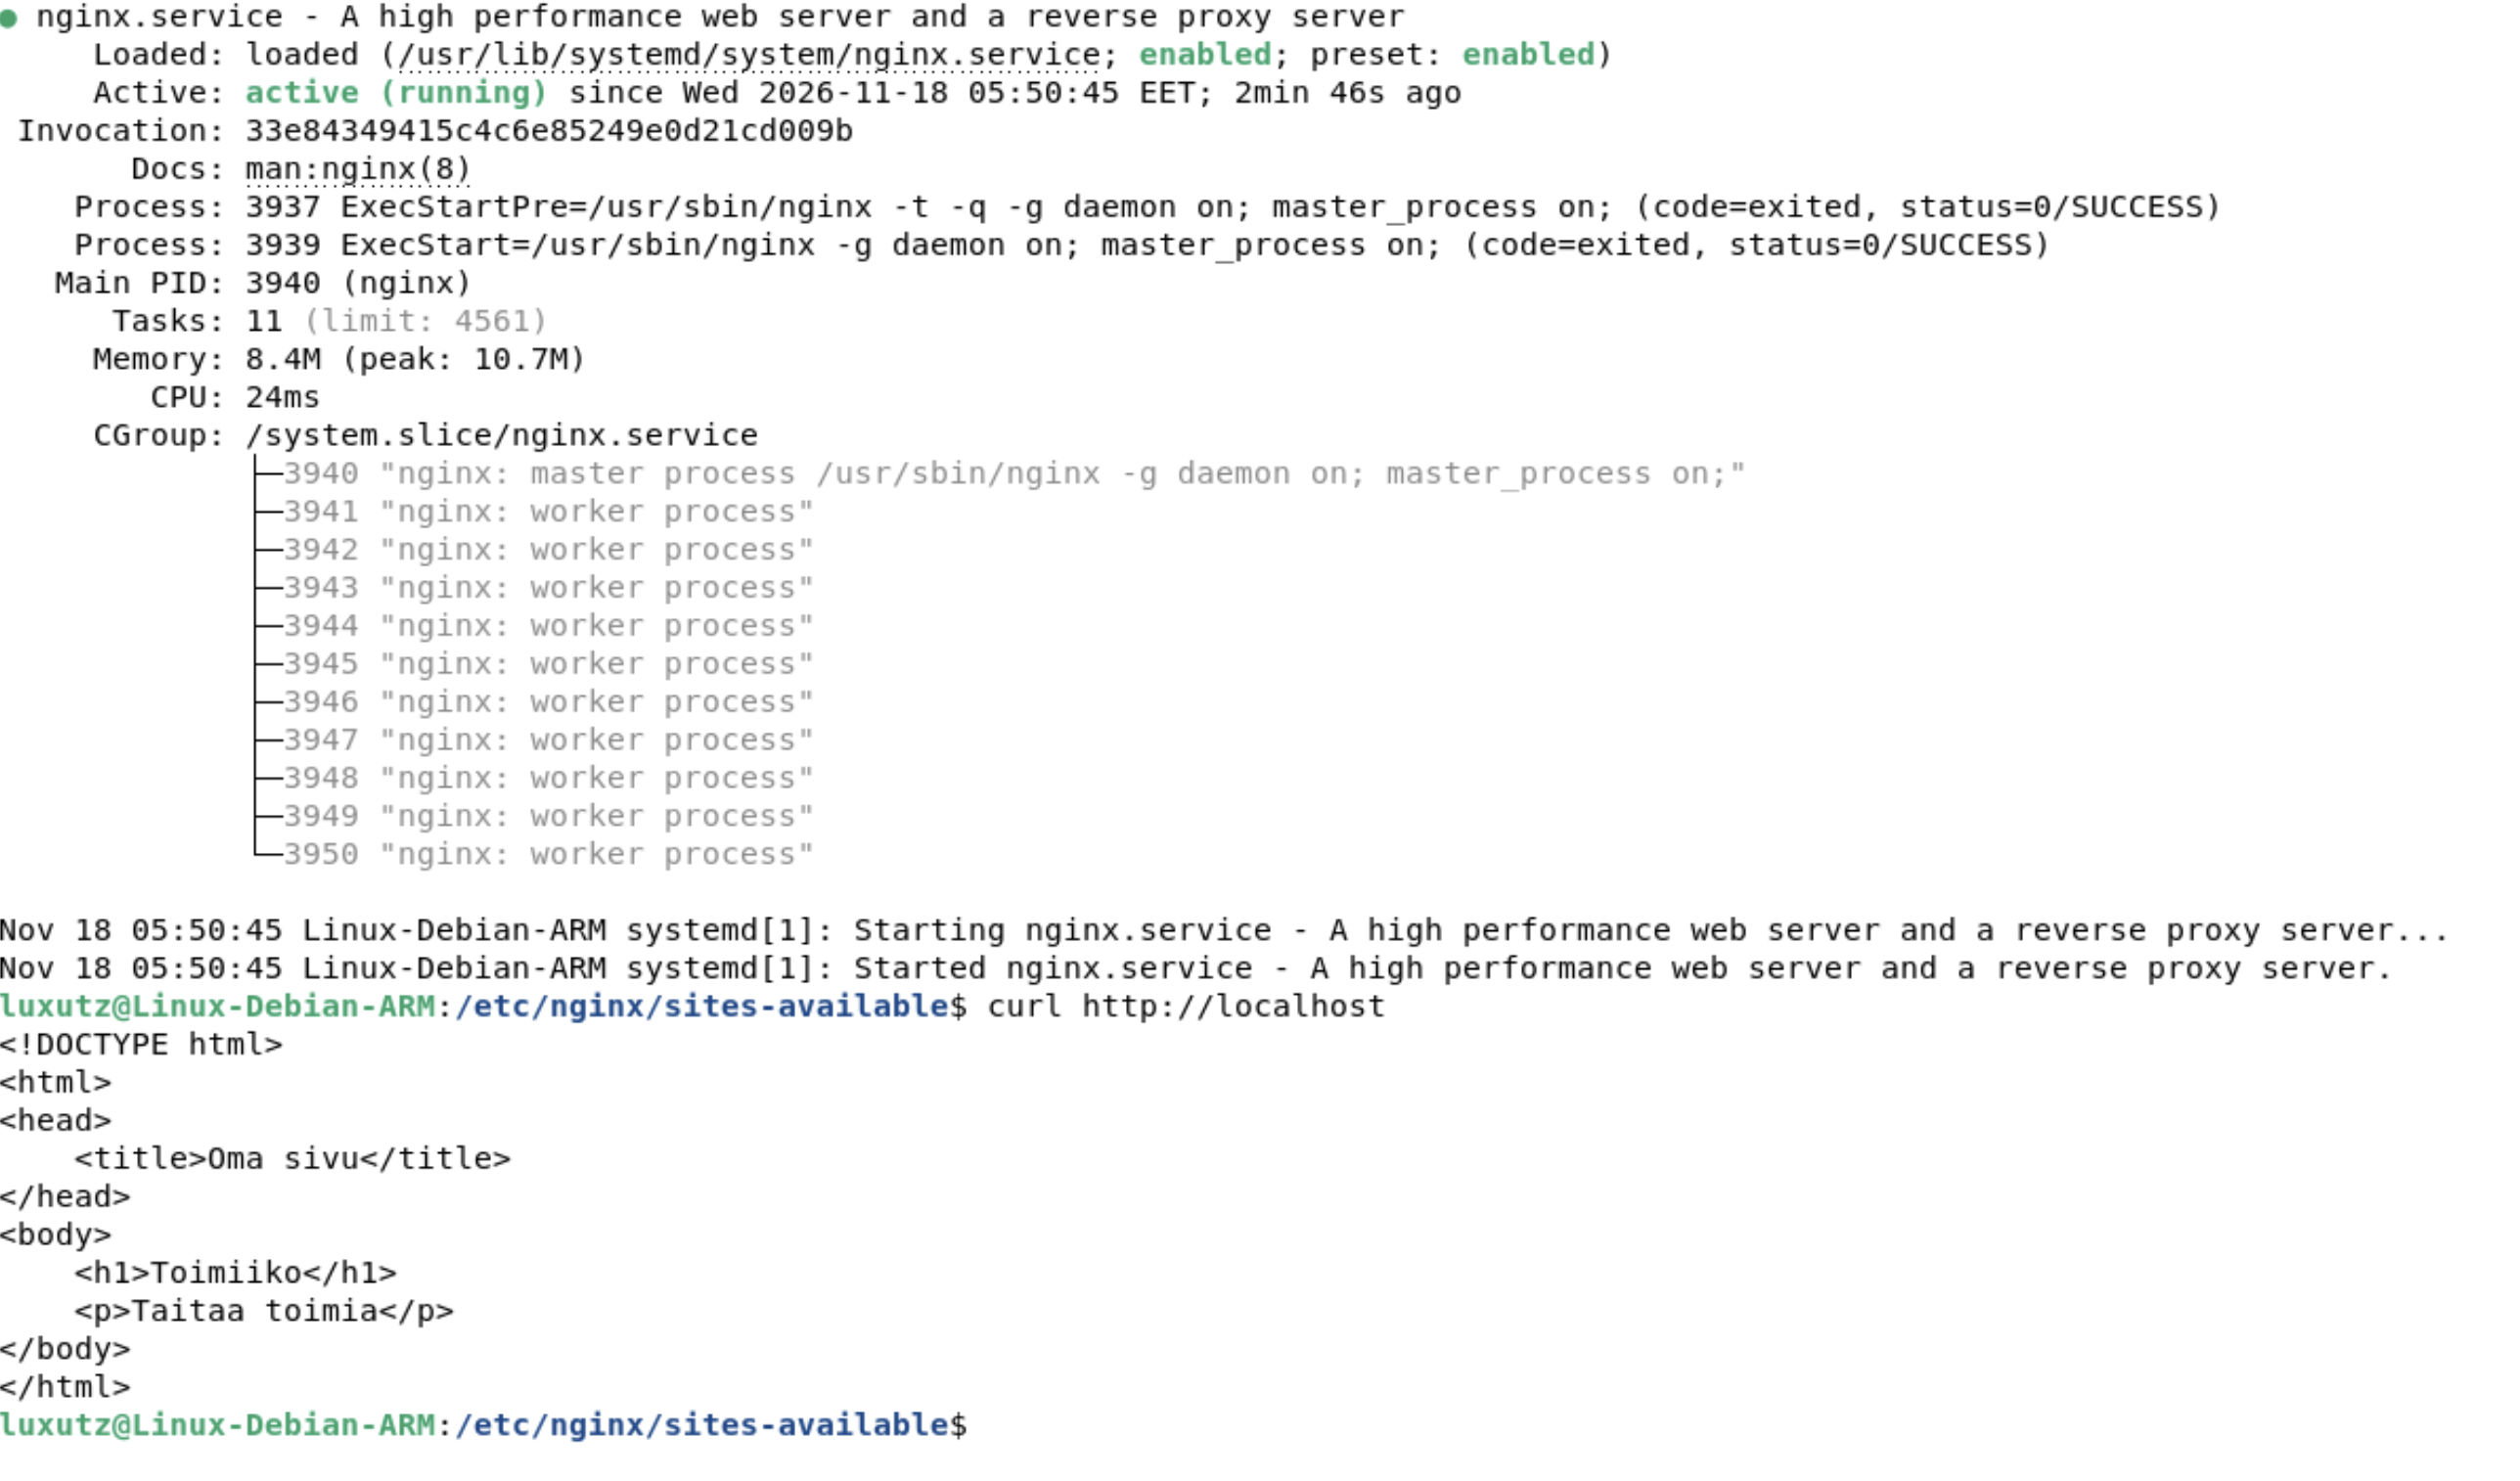 ● nginx.service - A high performance web server and a reverse proxy server
     Loaded: loaded (/usr/lib/systemd/system/nginx.service; enabled; preset: enabled)
     Active: active (running) since Wed 2026-11-18 05:50:45 EET; 2min 46s ago
 Invocation: 33e84349415c4c6e85249e0d21cd009b
       Docs: man:nginx(8)
    Process: 3937 ExecStartPre=/usr/sbin/nginx -t -q -g daemon on; master_process on; (code=exited, status=0/SUCCESS)
    Process: 3939 ExecStart=/usr/sbin/nginx -g daemon on; master_process on; (code=exited, status=0/SUCCESS)
   Main PID: 3940 (nginx)
      Tasks: 11 (limit: 4561)
     Memory: 8.4M (peak: 10.7M)
        CPU: 24ms
     CGroup: /system.slice/nginx.service
             ├─3940 "nginx: master process /usr/sbin/nginx -g daemon on; master_process on;"
             ├─3941 "nginx: worker process"
             ├─3942 "nginx: worker process"
             ├─3943 "nginx: worker process"
             ├─3944 "nginx: worker process"
             ├─3945 "nginx: worker process"
             ├─3946 "nginx: worker process"
             ├─3947 "nginx: worker process"
             ├─3948 "nginx: worker process"
             ├─3949 "nginx: worker process"
             └─3950 "nginx: worker process"

Nov 18 05:50:45 Linux-Debian-ARM systemd[1]: Starting nginx.service - A high performance web server and a reverse proxy server...
Nov 18 05:50:45 Linux-Debian-ARM systemd[1]: Started nginx.service - A high performance web server and a reverse proxy server.
luxutz@Linux-Debian-ARM:/etc/nginx/sites-available$ curl http://localhost
<!DOCTYPE html>
<html>
<head>
    <title>Oma sivu</title>
</head>
<body>
    <h1>Toimiiko</h1>
    <p>Taitaa toimia</p>
</body>
</html>
luxutz@Linux-Debian-ARM:/etc/nginx/sites-available$